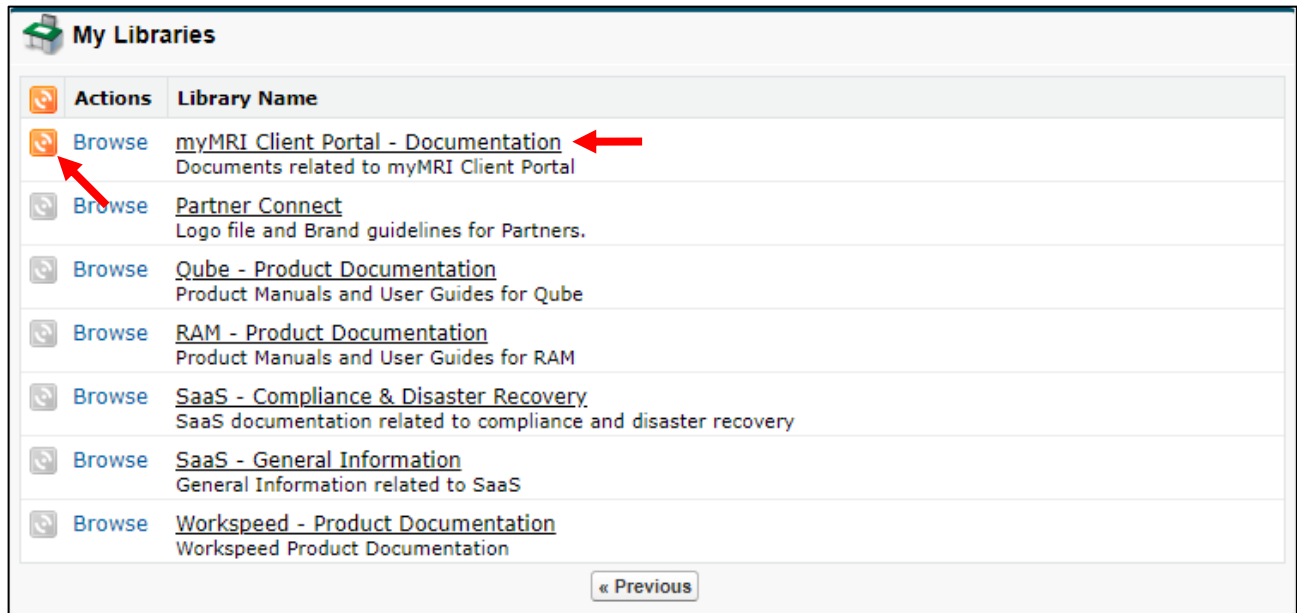 My Libraries
Actions Library Name
Browse myMRI Client Portal - Documentation
Documents related to myMRI Client Portal
Browse Partner Connect
Logo file and Brand guidelines for Partners.
Browse Qube - Product Documentation
Product Manuals and User Guides for Qube
Browse RAM - Product Documentation
Product Manuals and User Guides for RAM
Browse SaaS - Compliance & Disaster Recovery
SaaS documentation related to compliance and disaster recovery
Browse SaaS - General Information
General Information related to SaaS
Browse Workspeed - Product Documentation
Workspeed Product Documentation
« Previous